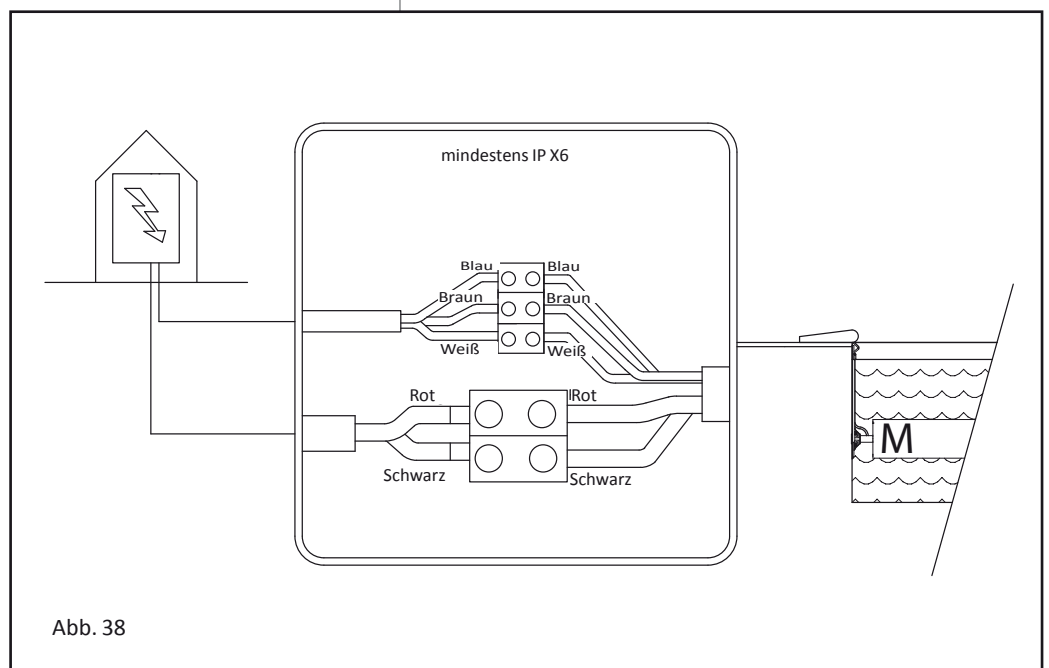 mindestens IP X6
Blau Blau
Braun Braun
Weiß Weiß
Rot Rot
Schwarz Schwarz
M
Abb. 38